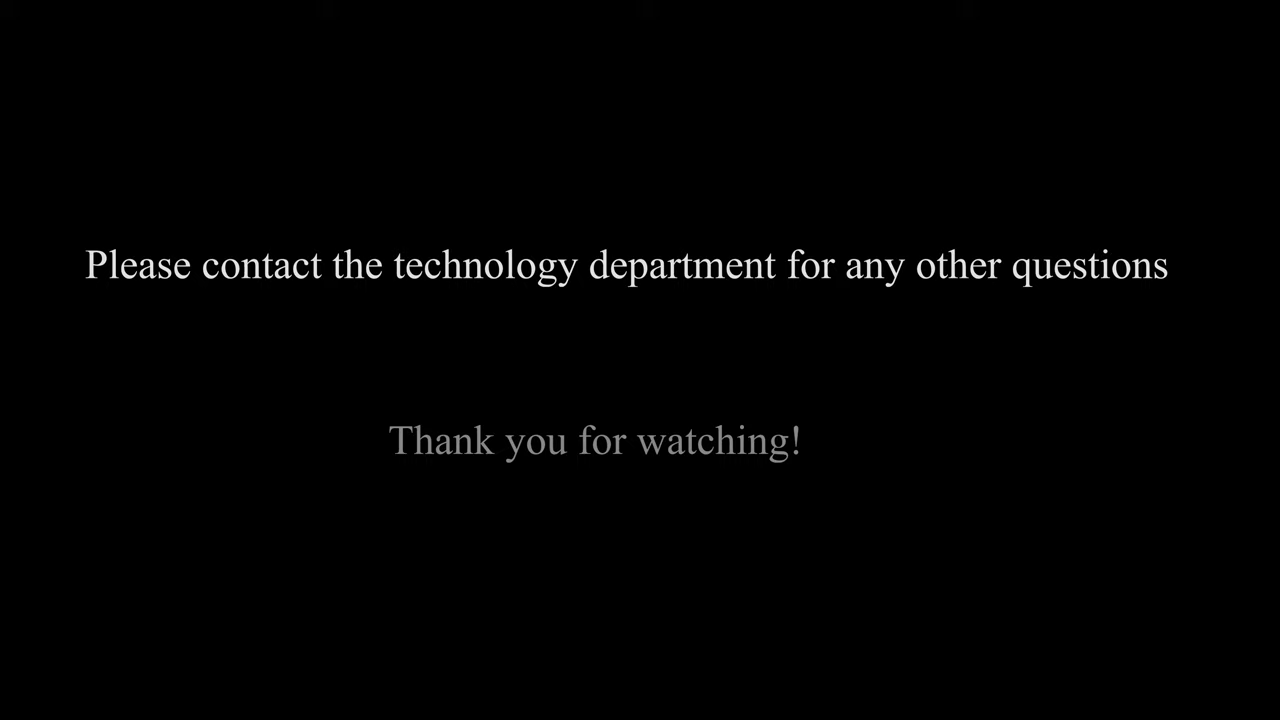 Please contact the technology department for any other questions
Thank you for watching!